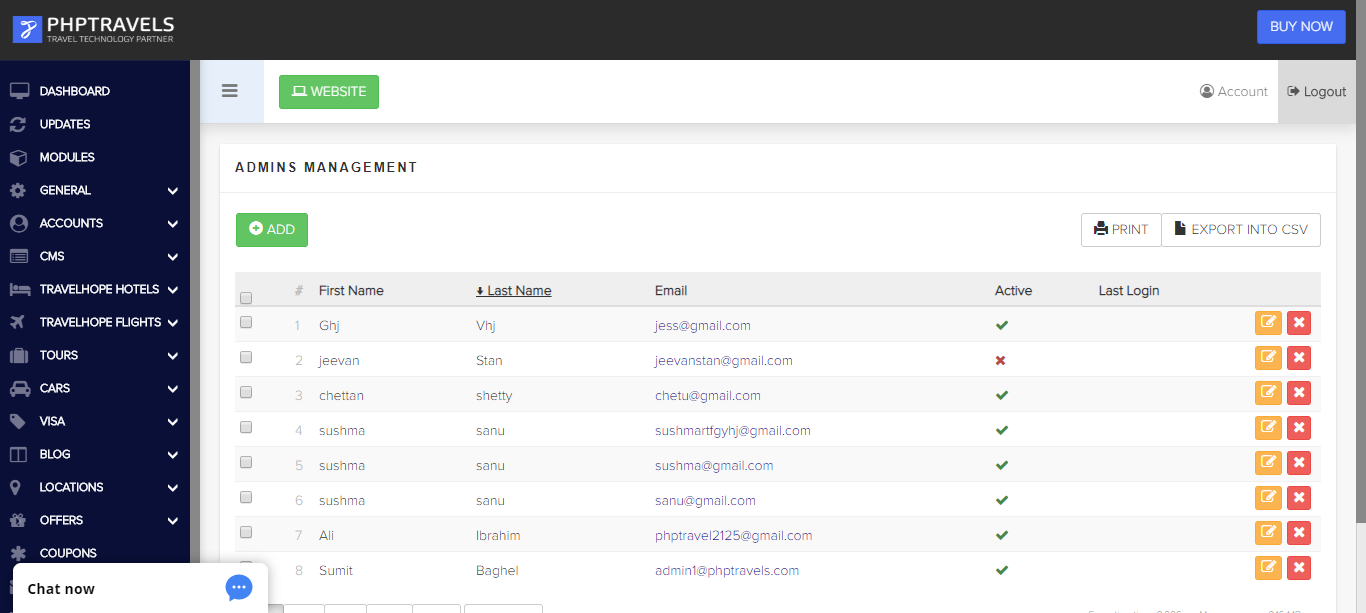 PHPTRAVELS
TRAVEL TECHNOLOGY PARTNER
BUY NOW
DASHBOARD
UPDATES
MODULES
GENERAL
ACCOUNTS
CMS
TRAVELHOPE HOTELS
TRAVELHOPE FLIGHTS
TOURS
CARS
VISA
BLOG
LOCATIONS
OFFERS
COUPONS
Chat now
WEBSITE
Account
Logout
ADMINS MANAGEMENT
ADD
PRINT
EXPORT INTO CSV
# First Name Last Name Email Active Last Login
1 Ghj Vhj jess@gmail.com
2 jeevan Stan jeevanstan@gmail.com
3 chettan shetty chetu@gmail.com
4 sushma sanu sushmartfgyhj@gmail.com
5 sushma sanu sushma@gmail.com
6 sushma sanu sanu@gmail.com
7 Ali Ibrahim phptravel2125@gmail.com
8 Sumit Baghel admin1@phptravels.com